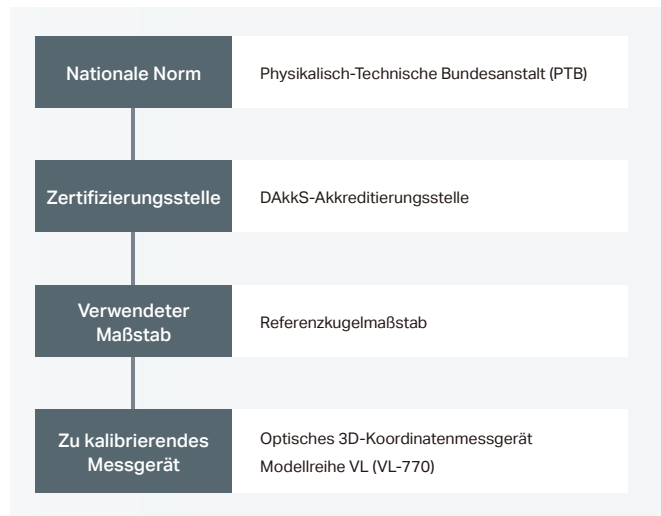 Nationale Norm
Physikalisch-Technische Bundesanstalt (PTB)
Zertifizierungsstelle
DAkkS-Akkreditierungsstelle
Verwendeter
Maßstab
Referenzkugelmaßstab
Zu kalibrierendes
Messgerät
Optisches 3D-Koordinatenmessgerät
Modellreihe VL (VL-770)